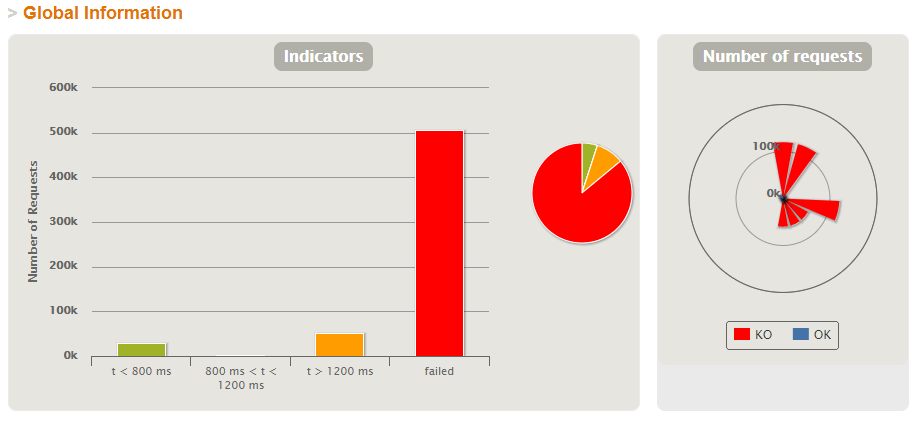 > Global Information
Indicators
600k
500k
400k
300k
200k
100k
0k
Number of Requests
t < 800 ms
800 ms < t <
1200 ms
t > 1200 ms
failed
Number of requests
100k
0k
KO
OK